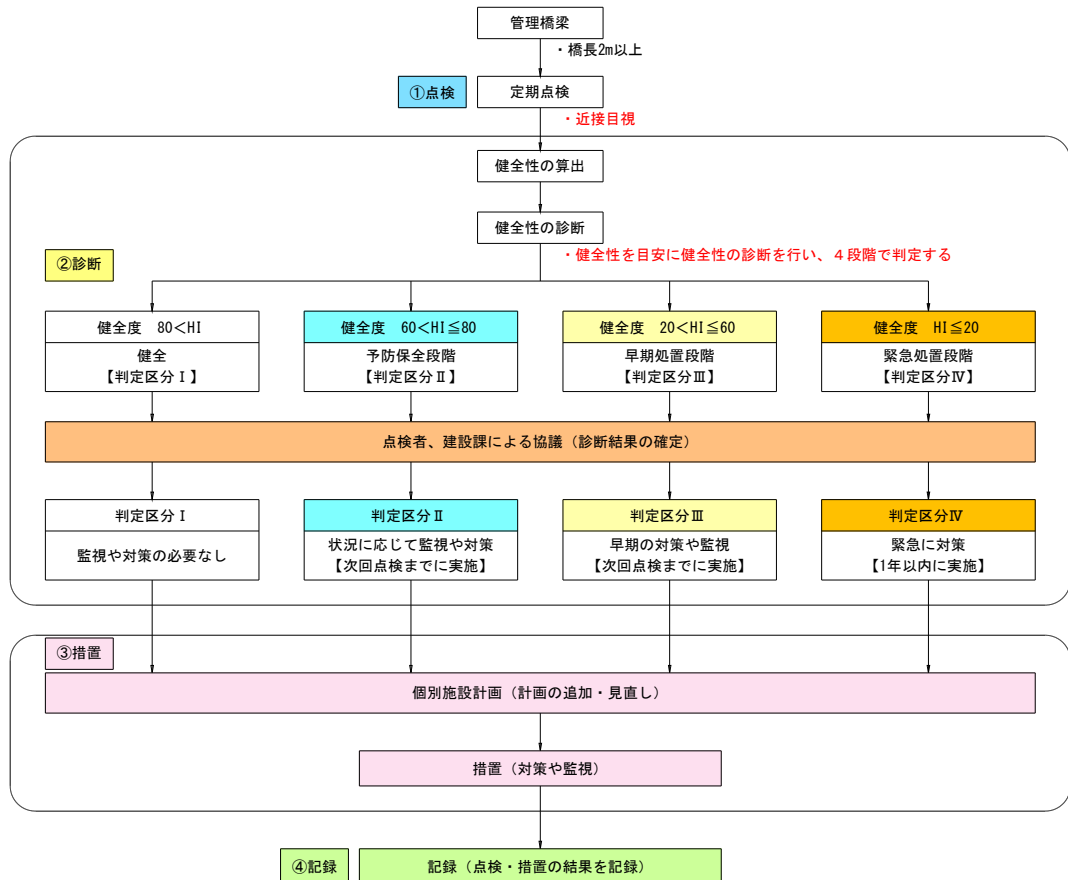 管理橋梁
・橋長2m以上
①点検
定期点検
・近接目視
健全性の算出
健全性の診断
・健全性を目安に健全性の診断を行い、４段階で判定する
②診断
健全度　80<HI
健全
【判定区分Ⅰ】
健全度　60<HI≦80
予防保全段階
【判定区分Ⅱ】
健全度　20<HI≦60
早期処置段階
【判定区分Ⅲ】
健全度　HI≦20
緊急処置段階
【判定区分Ⅳ】
点検者、建設課による協議（診断結果の確定）
判定区分Ⅰ
監視や対策の必要なし
判定区分Ⅱ
状況に応じて監視や対策
【次回点検までに実施】
判定区分Ⅲ
早期の対策や監視
【次回点検までに実施】
判定区分Ⅳ
緊急に対策
【1年以内に実施】
③措置
個別施設計画（計画の追加・見直し）
措置（対策や監視）
④記録
記録（点検・措置の結果を記録）